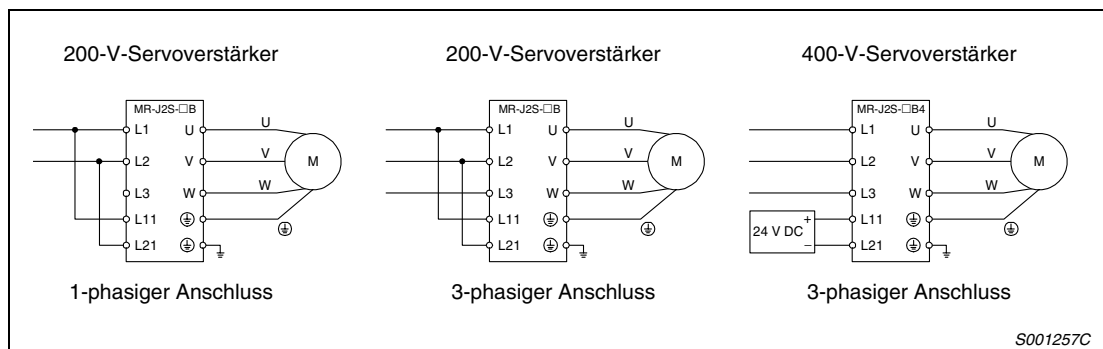 200-V-Servoverstärker
MR-J2S-□B
L1
L2
L3
L11
L21
U
V
W
U
V
W
M
1-phasiger Anschluss
200-V-Servoverstärker
MR-J2S-□B
L1
L2
L3
L11
L21
U
V
W
U
V
W
M
3-phasiger Anschluss
400-V-Servoverstärker
MR-J2S-□B4
L1
L2
L3
L11
L21
U
V
W
U
V
W
M
24 V DC
+
–
3-phasiger Anschluss
S001257C